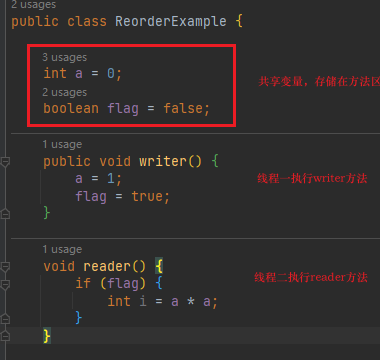 2 usages
public class ReorderExample {
3 usages
int a = 0;
共享变量，存储在方法区
2 usages
boolean flag = false;
1 usage
public void writer() {
a = 1;
线程一执行writer方法
flag = true;
}
1 usage
void reader() {
线程二执行reader方法
if (flag) {
int i = a * a;
}
}